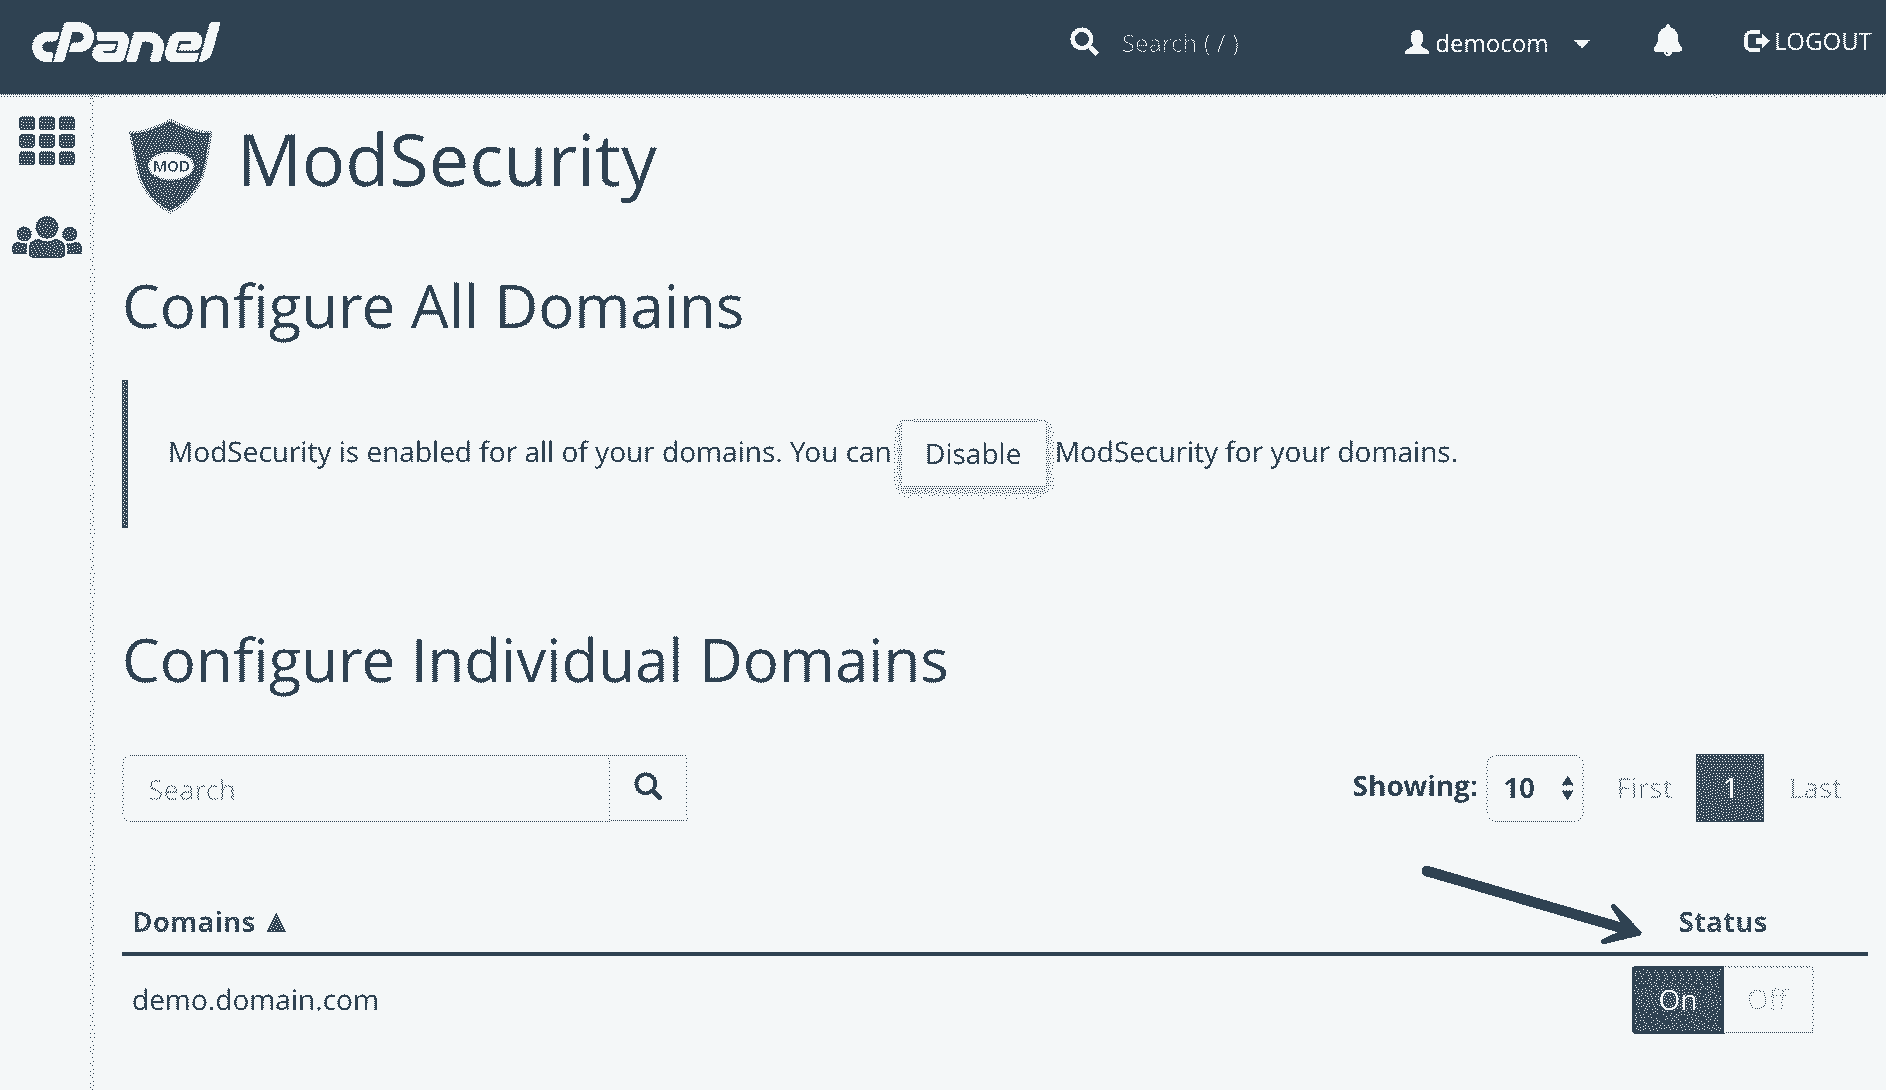 cPanel
Search ( / )
democom
LOGOUT
MOD
ModSecurity
Configure All Domains
ModSecurity is enabled for all of your domains. You can Disable ModSecurity for your domains.
Configure Individual Domains
Search
Showing: 10 First 1 Last
Domains ▲ Status
demo.domain.com On Off